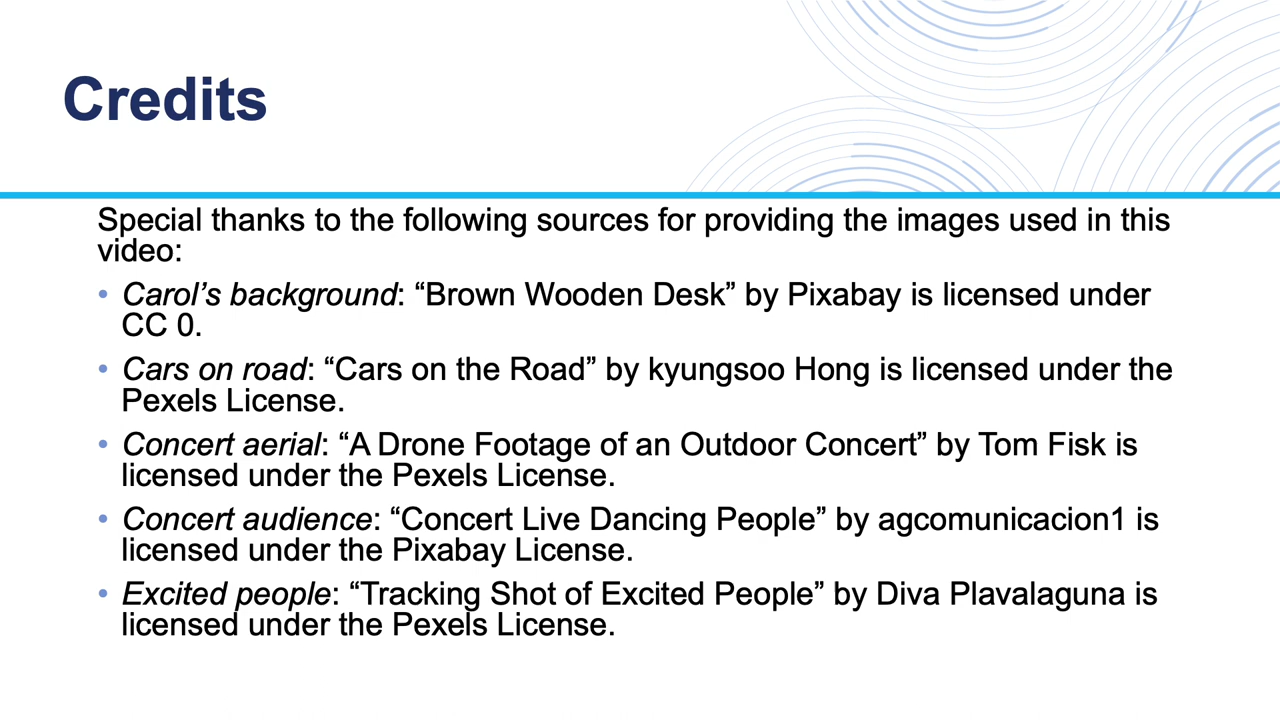 Credits
Special thanks to the following sources for providing the images used in this
video:
• Carol’s background: “Brown Wooden Desk” by Pixabay is licensed under
CC 0.
• Cars on road: “Cars on the Road” by kyungsoo Hong is licensed under the
Pexels License.
• Concert aerial: “A Drone Footage of an Outdoor Concert” by Tom Fisk is
licensed under the Pexels License.
• Concert audience: “Concert Live Dancing People” by agcomunicacion1 is
licensed under the Pixabay License.
• Excited people: “Tracking Shot of Excited People” by Diva Plavalaguna is
licensed under the Pexels License.